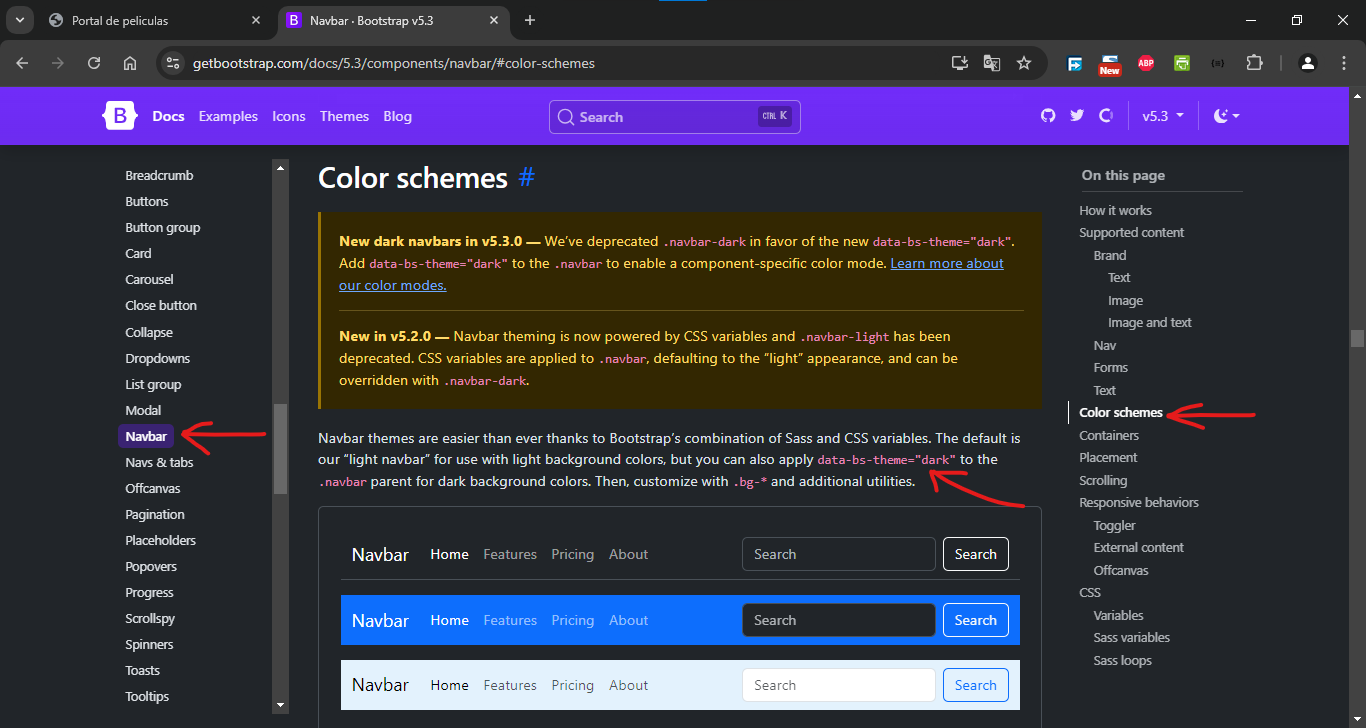 Portal de peliculas
B Navbar · Bootstrap v5.3
getbootstrap.com/docs/5.3/components/navbar/#color-schemes
New
ABP
B Docs Examples Icons Themes Blog
Search CTRL K
v5.3
Breadcrumb
Buttons
Button group
Card
Carousel
Close button
Collapse
Dropdowns
List group
Modal
Navbar
Navs & tabs
Offcanvas
Pagination
Placeholders
Popovers
Progress
Scrollspy
Spinners
Toasts
Tooltips
Color schemes #
New dark navbars in v5.3.0 — We’ve deprecated .navbar-dark in favor of the new data-bs-theme="dark".
Add data-bs-theme="dark" to the .navbar to enable a component-specific color mode. Learn more about
our color modes.
New in v5.2.0 — Navbar theming is now powered by CSS variables and .navbar-light has been
deprecated. CSS variables are applied to .navbar, defaulting to the “light” appearance, and can be
overridden with .navbar-dark.
Navbar themes are easier than ever thanks to Bootstrap’s combination of Sass and CSS variables. The default is
our “light navbar” for use with light background colors, but you can also apply data-bs-theme="dark" to the
.navbar parent for dark background colors. Then, customize with .bg-* and additional utilities.
Navbar Home Features Pricing About Search Search
Navbar Home Features Pricing About Search Search
Navbar Home Features Pricing About Search Search
On this page
How it works
Supported content
Brand
Text
Image
Image and text
Nav
Forms
Text
Color schemes
Containers
Placement
Scrolling
Responsive behaviors
Toggler
External content
Offcanvas
CSS
Variables
Sass variables
Sass loops